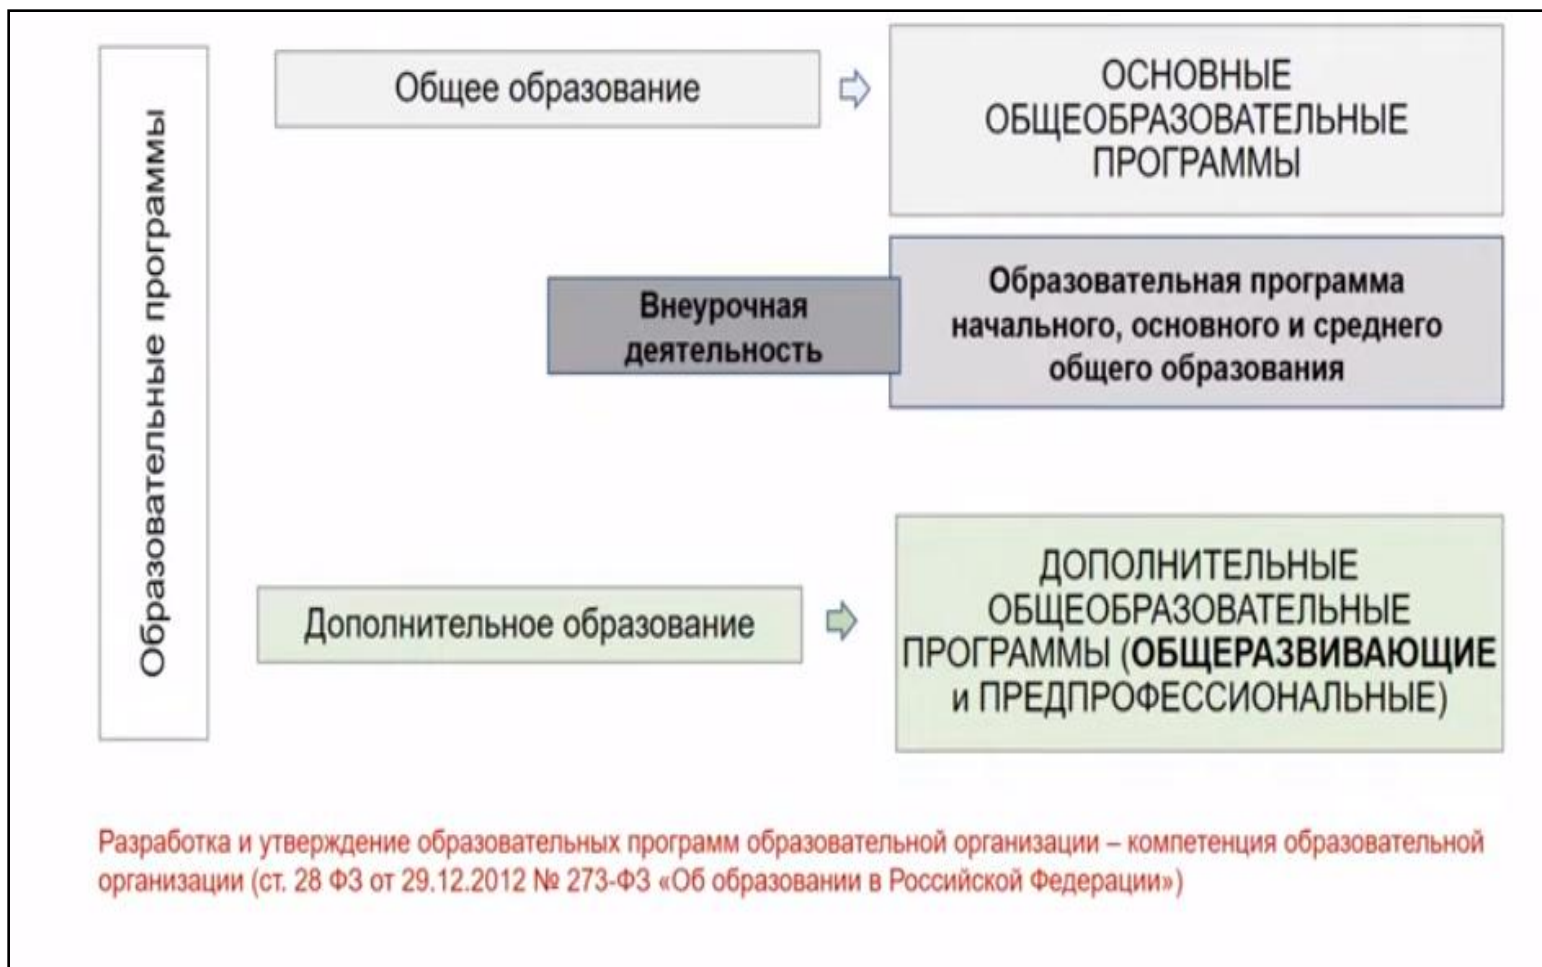 Образовательные программы
Общее образование
ОСНОВНЫЕ
ОБЩЕОБРАЗОВАТЕЛЬНЫЕ
ПРОГРАММЫ
Внеурочная
деятельность
Образовательная программа
начального, основного и среднего
общего образования
Дополнительное образование
ДОПОЛНИТЕЛЬНЫЕ
ОБЩЕОБРАЗОВАТЕЛЬНЫЕ
ПРОГРАММЫ (ОБЩЕРАЗВИВАЮЩИЕ
и ПРЕДПРОФЕССИОНАЛЬНЫЕ)
Разработка и утверждение образовательных программ образовательной организации – компетенция образовательной
организации (ст. 28 ФЗ от 29.12.2012 № 273-ФЗ «Об образовании в Российской Федерации»)